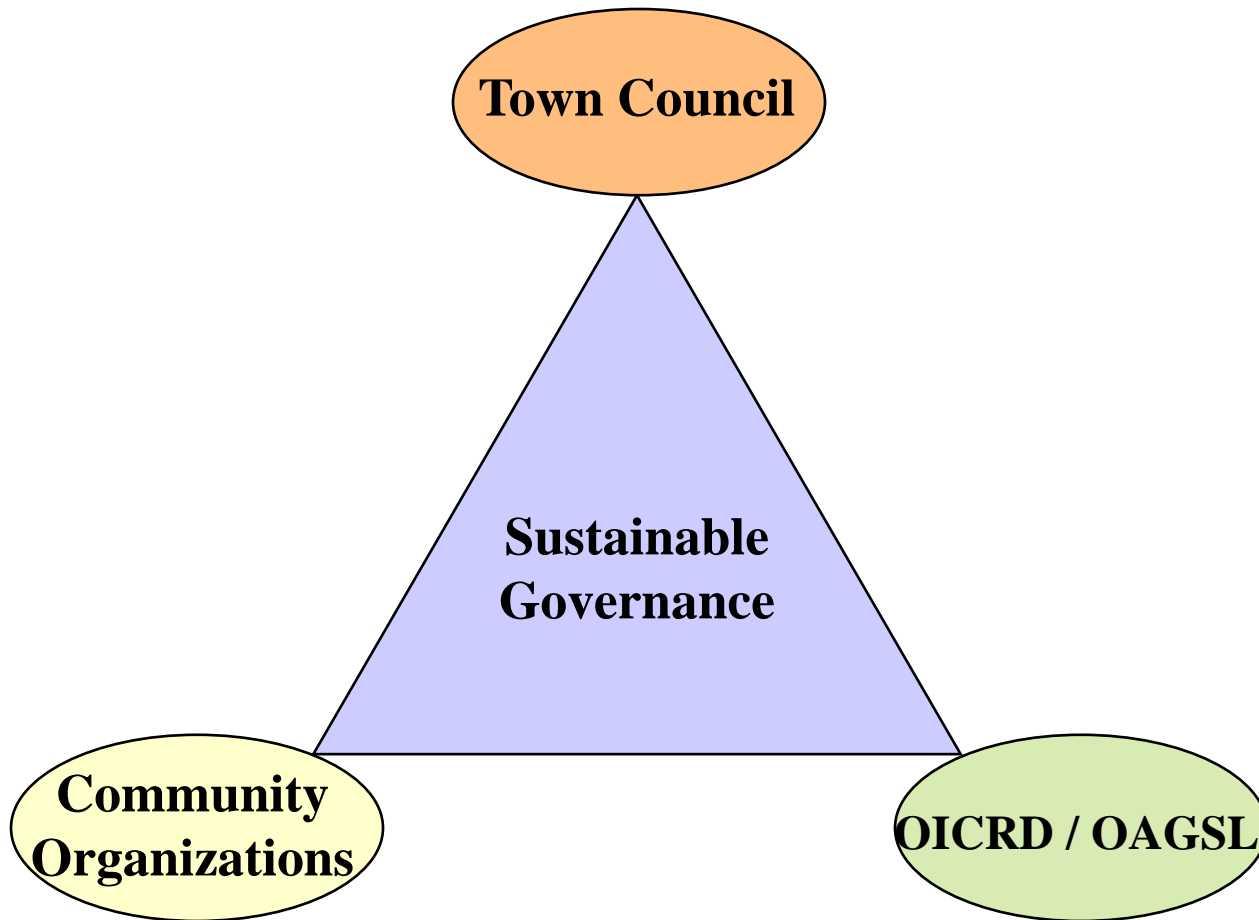 Town Council
Sustainable
Governance
Community
Organizations
OICRD / OAGSL